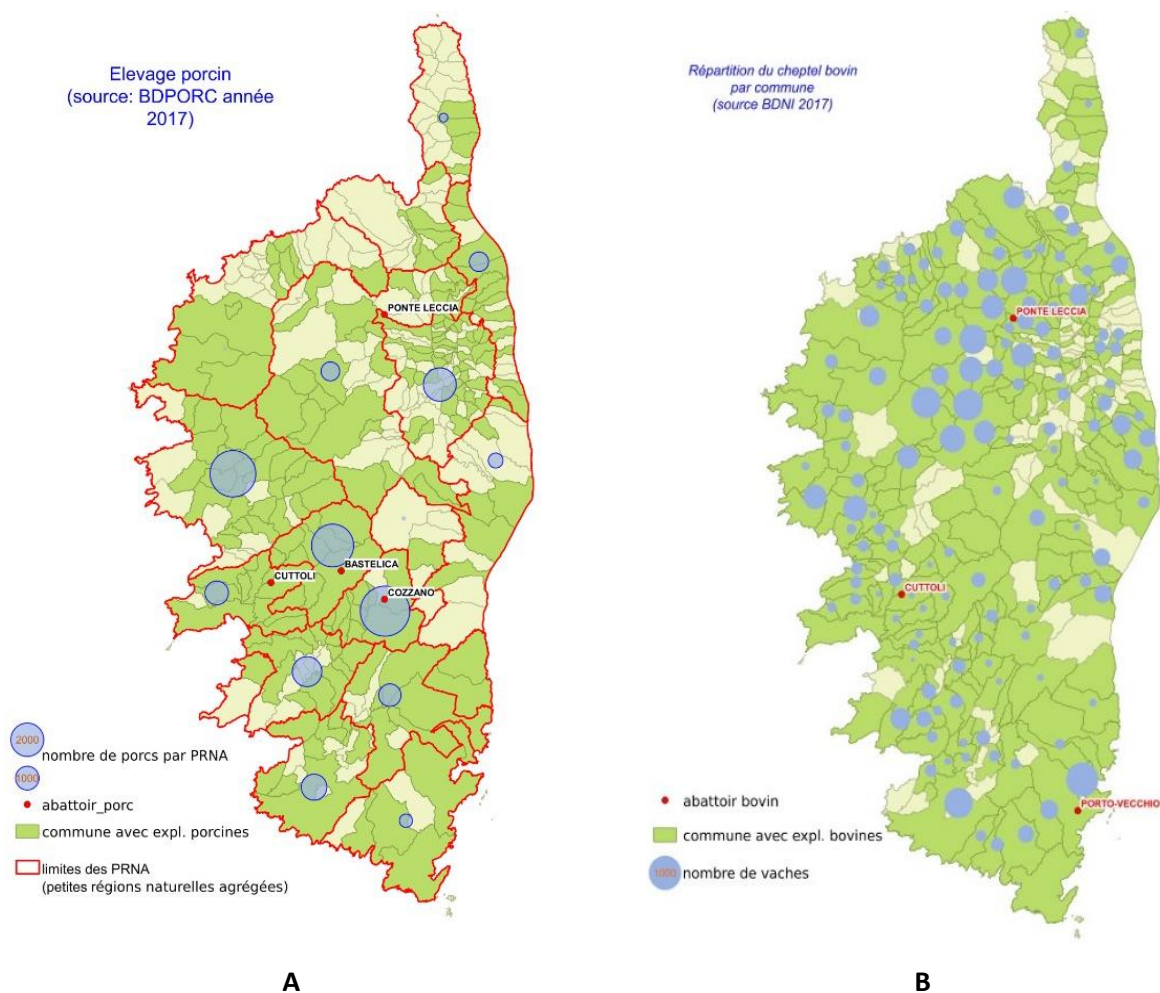 Elevage porcin
(source: BDPORC année
2017)
PONTE LECCIA
BASTELICA
CUTTOLI
COZZANO
2000
nombre de porcs par PRNA
1000
abattoir_porc
commune avec expl. porcines
limites des PRNA
(petites régions naturelles agrégées)
A
Répartition du cheptel bovin
par commune
(source BDNI 2017)
PONTE LECCIA
CUTTOLI
PORTO-VECCHIO
abattoir bovin
commune avec expl. bovines
1000
nombre de vaches
B